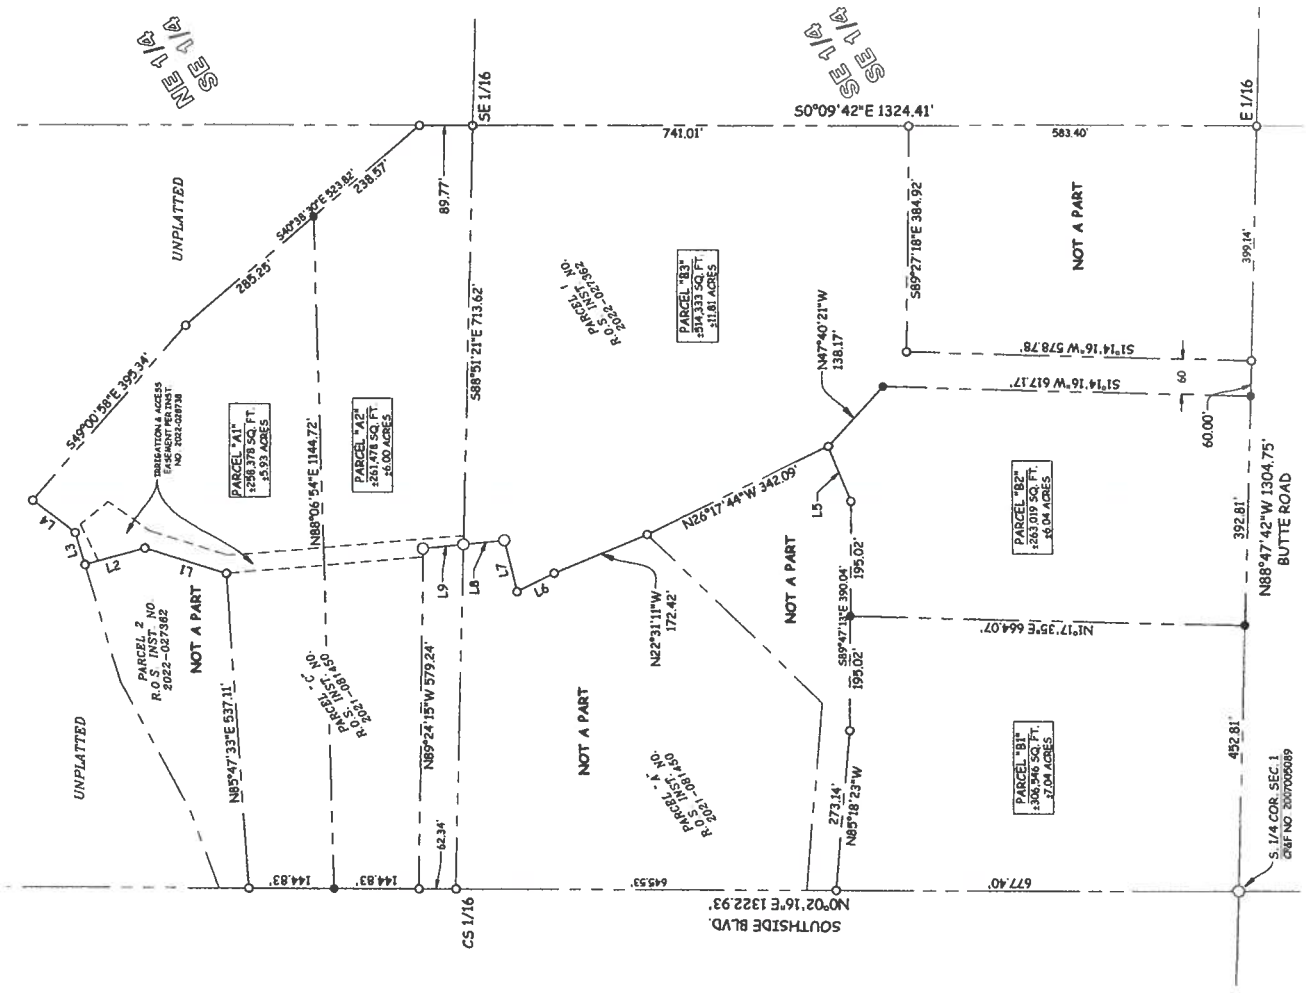 NE 1/4
SE 1/4
SE 1/4
SE 1/4
UNPLATTED
S40°38'30"E 523.82'
238.57'
285.25'
S49°00'58"E 395.34'
89.77'
SE 1/16
S0°09'42"E 1324.41'
741.01'
583.40'
E 1/16
IRRIGATION & ACCESS
EASEMENT PER INST.
NO. 2022-028738
PARCEL "A1"
±258,378 SQ. FT.
±5.93 ACRES
PARCEL "A2"
±261,478 SQ. FT.
±6.00 ACRES
N88°06'54"E 1144.72'
S88°51'21"E 713.62'
PARCEL 1
R.O.S. INST. NO.
2022-027362
PARCEL "B3"
±514,333 SQ. FT.
±11.81 ACRES
S89°27'18"E 384.92'
NOT A PART
399.14'
S1°14'16"W 578.78'
S1°14'16"W 617.17'
60
60.00'
N47°40'21"W
138.17'
N26°17'44"W 342.09'
L4
L3
L2
L1
L9
L8
L7
L6
L5
N22°31'11"W
172.42'
NOT A PART
PARCEL "B2"
±263,019 SQ. FT.
±6.04 ACRES
392.81'
N88°47'42"W 1304.75'
BUTTE ROAD
195.02'
S89°47'13"E 390.04'
195.02'
N1°17'35"E 664.07'
UNPLATTED
PARCEL 2
R.O.S. INST. NO.
2022-027362
NOT A PART
N85°47'33"E 537.11'
PARCEL "C"
R.O.S. INST. NO.
2021-081450
N89°24'15"W 579.24'
NOT A PART
PARCEL "A"
R.O.S. INST. NO.
2021-081450
273.14'
N85°18'23"W
PARCEL "B1"
±306,546 SQ. FT.
±7.04 ACRES
452.81'
S. 1/4 COR. SEC.1
CP&F NO. 2007005089
144.83'
144.83'
62.34'
CS 1/16
645.53'
677.40'
N0°02'16"E 1322.93'
SOUTHSIDE BLVD.